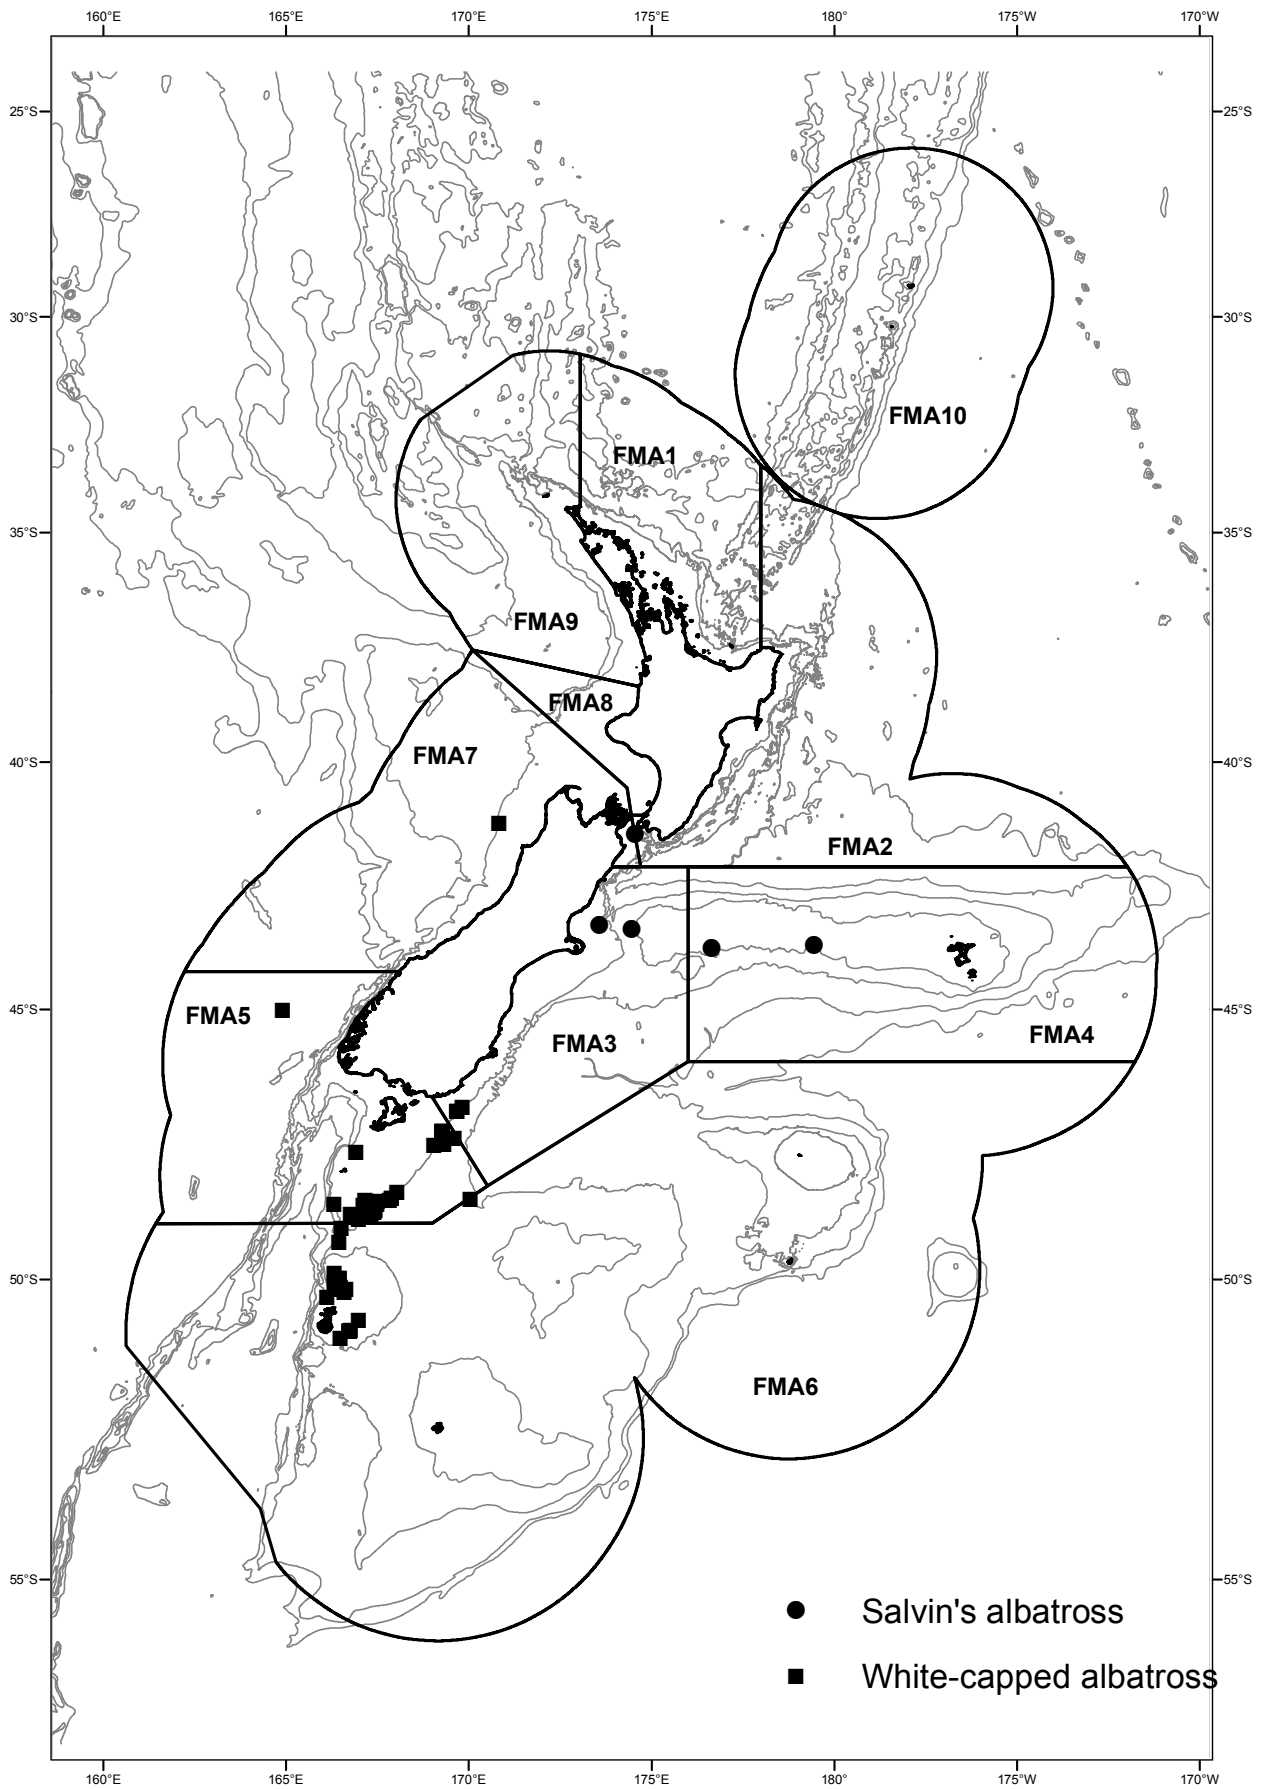 160°E 165°E 170°E 175°E 180° 175°W 170°W
25°S 25°S
30°S 30°S
FMA10
FMA1
35°S 35°S
FMA9
FMA8
FMA7
40°S 40°S
FMA2
45°S 45°S
FMA5
FMA4
FMA3
50°S 50°S
FMA6
55°S 55°S
Salvin's albatross
White-capped albatross
160°E 165°E 170°E 175°E 180° 175°W 170°W